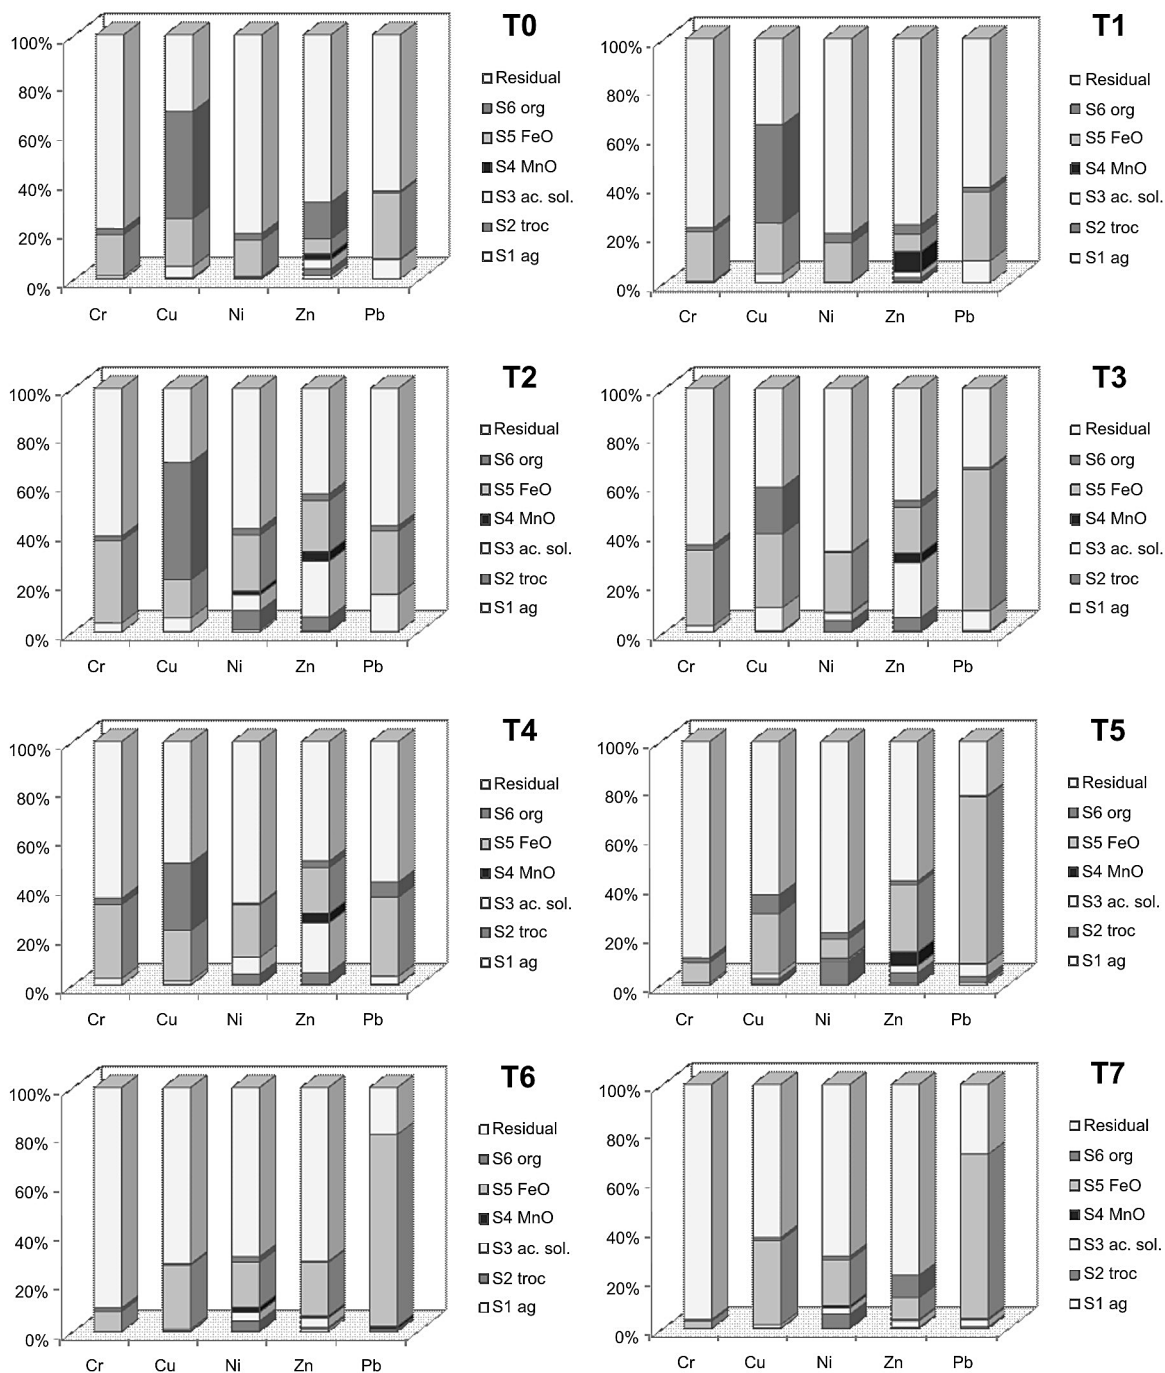 T0
100%
80%
60%
40%
20%
0%
Cr Cu Ni Zn Pb
Residual
S6 org
S5 FeO
S4 MnO
S3 ac. sol.
S2 troc
S1 ag
T1
100%
80%
60%
40%
20%
0%
Cr Cu Ni Zn Pb
Residual
S6 org
S5 FeO
S4 MnO
S3 ac. sol.
S2 troc
S1 ag
T2
100%
80%
60%
40%
20%
0%
Cr Cu Ni Zn Pb
Residual
S6 org
S5 FeO
S4 MnO
S3 ac. sol.
S2 troc
S1 ag
T3
100%
80%
60%
40%
20%
0%
Cr Cu Ni Zn Pb
Residual
S6 org
S5 FeO
S4 MnO
S3 ac. sol.
S2 troc
S1 ag
T4
100%
80%
60%
40%
20%
0%
Cr Cu Ni Zn Pb
Residual
S6 org
S5 FeO
S4 MnO
S3 ac. sol.
S2 troc
S1 ag
T5
100%
80%
60%
40%
20%
0%
Cr Cu Ni Zn Pb
Residual
S6 org
S5 FeO
S4 MnO
S3 ac. sol.
S2 troc
S1 ag
T6
100%
80%
60%
40%
20%
0%
Cr Cu Ni Zn Pb
Residual
S6 org
S5 FeO
S4 MnO
S3 ac. sol.
S2 troc
S1 ag
T7
100%
80%
60%
40%
20%
0%
Cr Cu Ni Zn Pb
Residual
S6 org
S5 FeO
S4 MnO
S3 ac. sol.
S2 troc
S1 ag